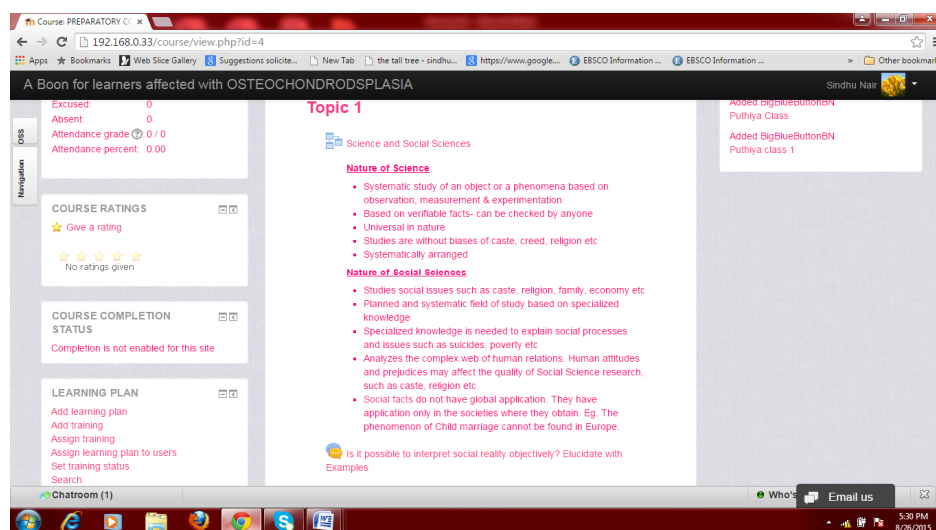 Course: PREPARATORY CO
192.168.0.33/course/view.php?id=4
Apps Bookmarks Web Slice Gallery Suggestions solicite... New Tab the tall tree - sindhu... https://www.google.... EBSCO Information ... EBSCO Information ... » Other bookmar
A Boon for learners affected with OSTEOCHONDRODSPLASIA
Sindhu Nair
OSS
Navigation
Excused: 0
Absent: 0
Attendance grade 0 / 0
Attendance percent: 0.00
COURSE RATINGS
Give a rating
No ratings given
COURSE COMPLETION
STATUS
Completion is not enabled for this site
LEARNING PLAN
Add learning plan
Add training
Assign training
Assign learning plan to users
Set training status
Search
Topic 1
Science and Social Sciences
Nature of Science
Systematic study of an object or a phenomena based on
observation, measurement & experimentation
Based on verifiable facts- can be checked by anyone
Universal in nature
Studies are without biases of caste, creed, religion etc
Systematically arranged
Nature of Social Sciences
Studies social issues such as caste, religion, family, economy etc
Planned and systematic field of study based on specialized
knowledge
Specialized knowledge is needed to explain social processes
and issues such as suicides, poverty etc
Analyzes the complex web of human relations. Human attitudes
and prejudices may affect the quality of Social Science research,
such as caste, religion etc
Social facts do not have global application. They have
application only in the societies where they obtain. Eg. The
phenomenon of Child marriage cannot be found in Europe.
Is it possible to interpret social reality objectively? Elucidate with
Examples
Added BigBlueButtonBN
Puthiya Class
Added BigBlueButtonBN
Puthiya class 1
Chatroom (1)
Who's
Email us
5:30 PM
8/26/2015